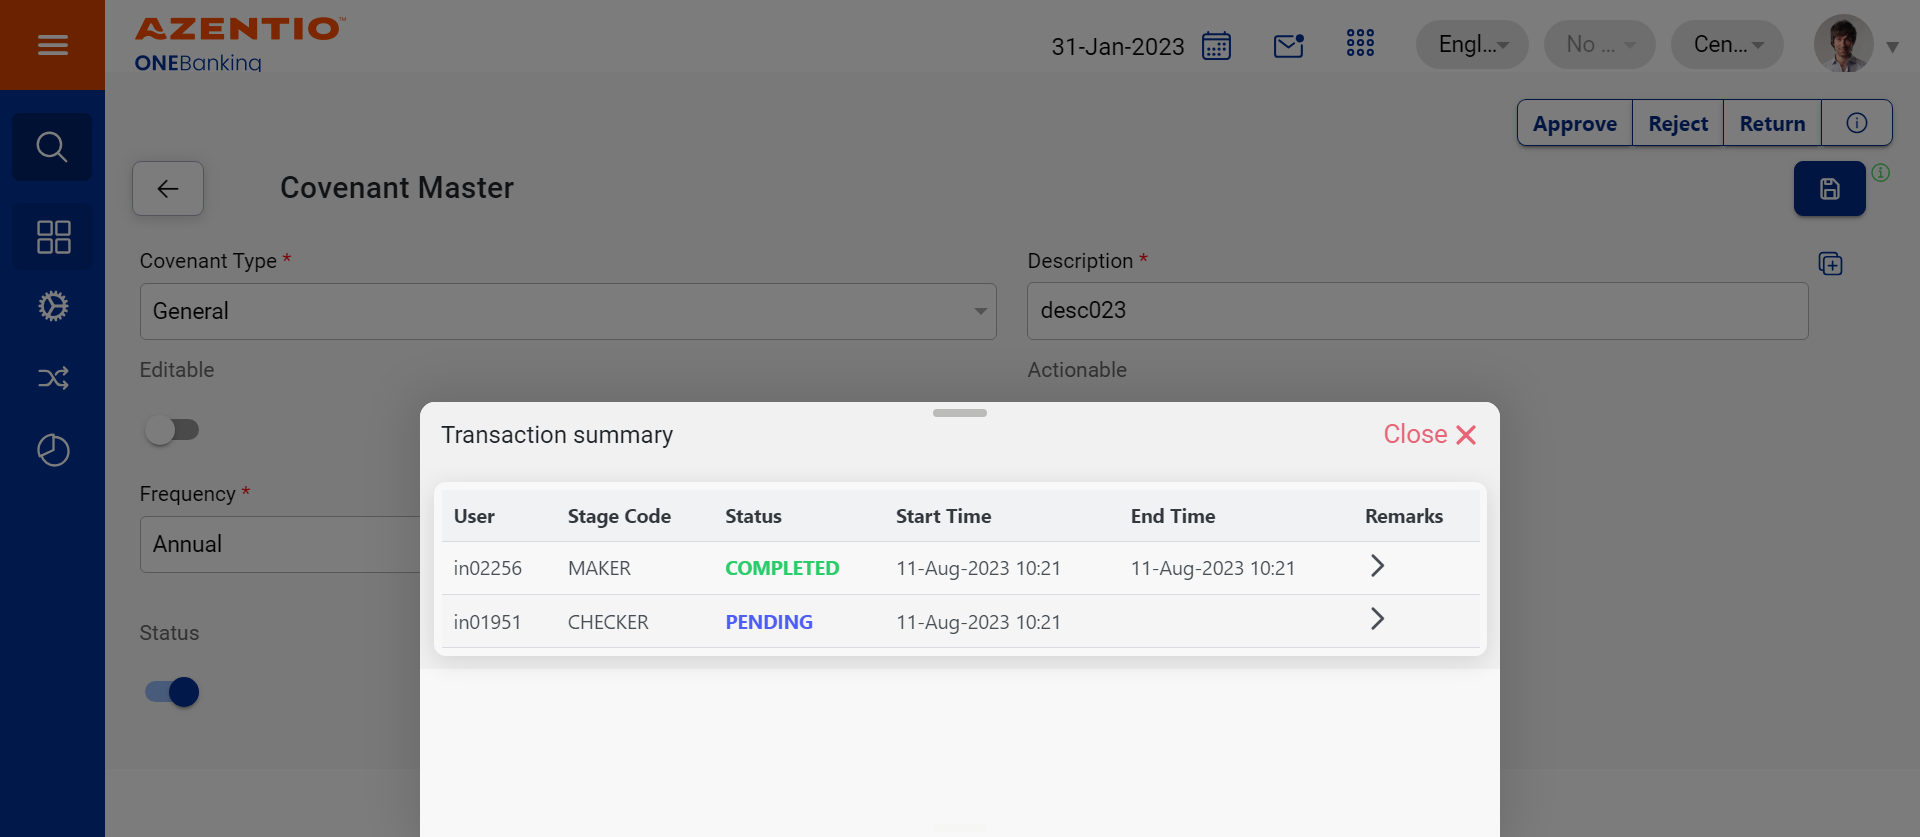 AZENTIO™
ONEBanking
31-Jan-2023
Engl...
No ...
Cen...
Approve
Reject
Return
Covenant Master
Covenant Type *
Description *
General
desc023
Editable
Actionable
Frequency *
Annual
Status
Transaction summary
Close
User Stage Code Status Start Time End Time Remarks
in02256 MAKER COMPLETED 11-Aug-2023 10:21 11-Aug-2023 10:21
in01951 CHECKER PENDING 11-Aug-2023 10:21